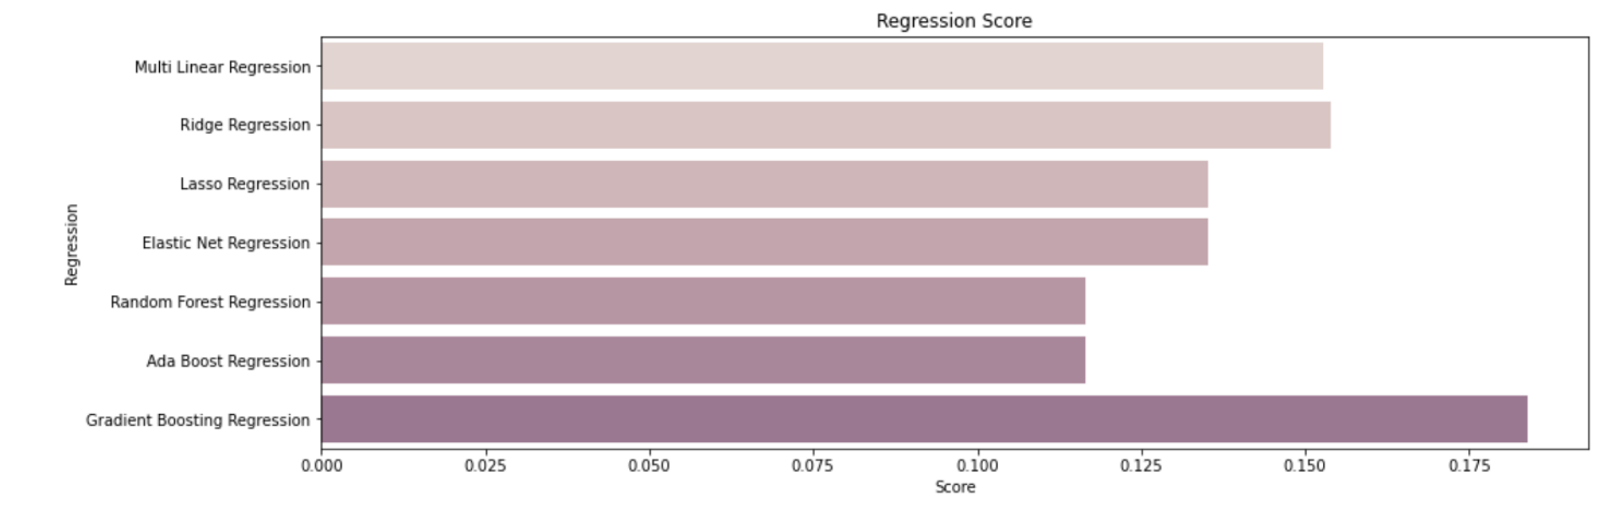 Regression Score
Multi Linear Regression
Ridge Regression
Lasso Regression
Elastic Net Regression
Random Forest Regression
Ada Boost Regression
Gradient Boosting Regression
Regression
0.000 0.025 0.050 0.075 0.100 0.125 0.150 0.175
Score